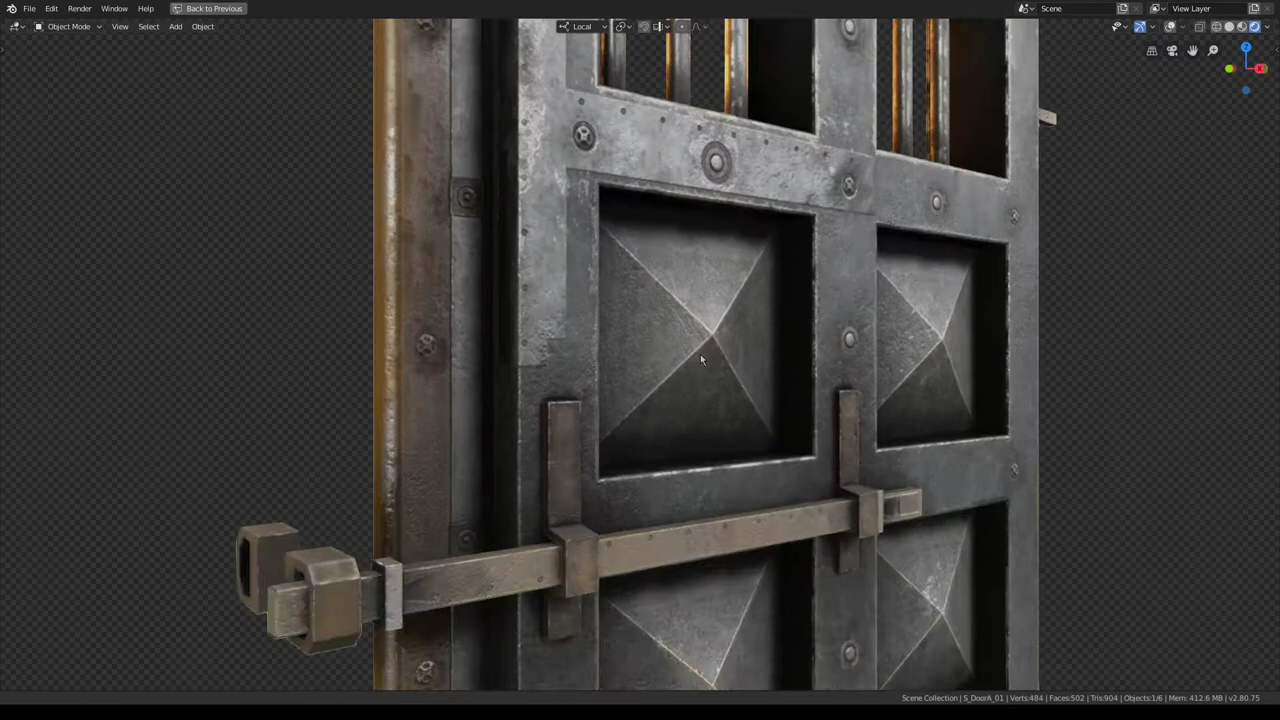 File Edit Render Window Help Back to Previous Scene View Layer
Object Mode View Select Add Object Local
Z
Scene Collection | S_DoorA_01 | Verts:484 | Faces:502 | Tris:904 | Objects:1/6 | Mem: 412.6 MB | v2.80.75